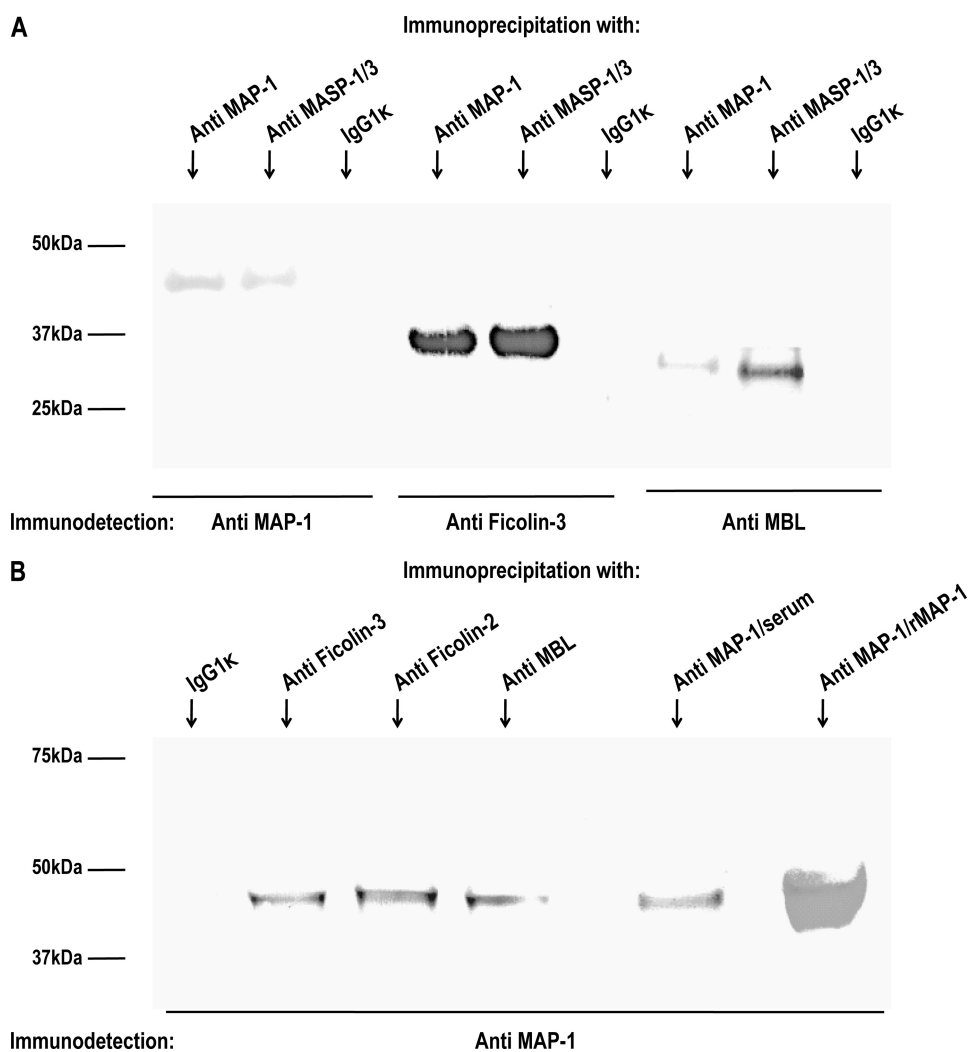 A
Immunoprecipitation with:
Anti MAP-1
Anti MASP-1/3
IgG1κ
Anti MAP-1
Anti MASP-1/3
IgG1κ
Anti MAP-1
Anti MASP-1/3
IgG1κ
50kDa
37kDa
25kDa
Immunodetection: Anti MAP-1 Anti Ficolin-3 Anti MBL
B
Immunoprecipitation with:
IgG1κ
Anti Ficolin-3
Anti Ficolin-2
Anti MBL
Anti MAP-1/serum
Anti MAP-1/rMAP-1
75kDa
50kDa
37kDa
Immunodetection: Anti MAP-1